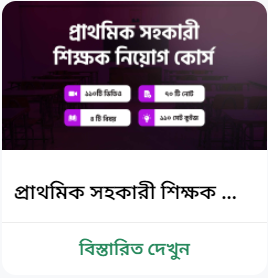 প্রাথমিক সহকারী
শিক্ষক নিয়োগ কোর্স
১১০টি ভিডিও
৭০ টি নোট
৪ টি বিষয়
১১০ সেট কুইজ
প্রাথমিক সহকারী শিক্ষক ...
বিস্তারিত দেখুন